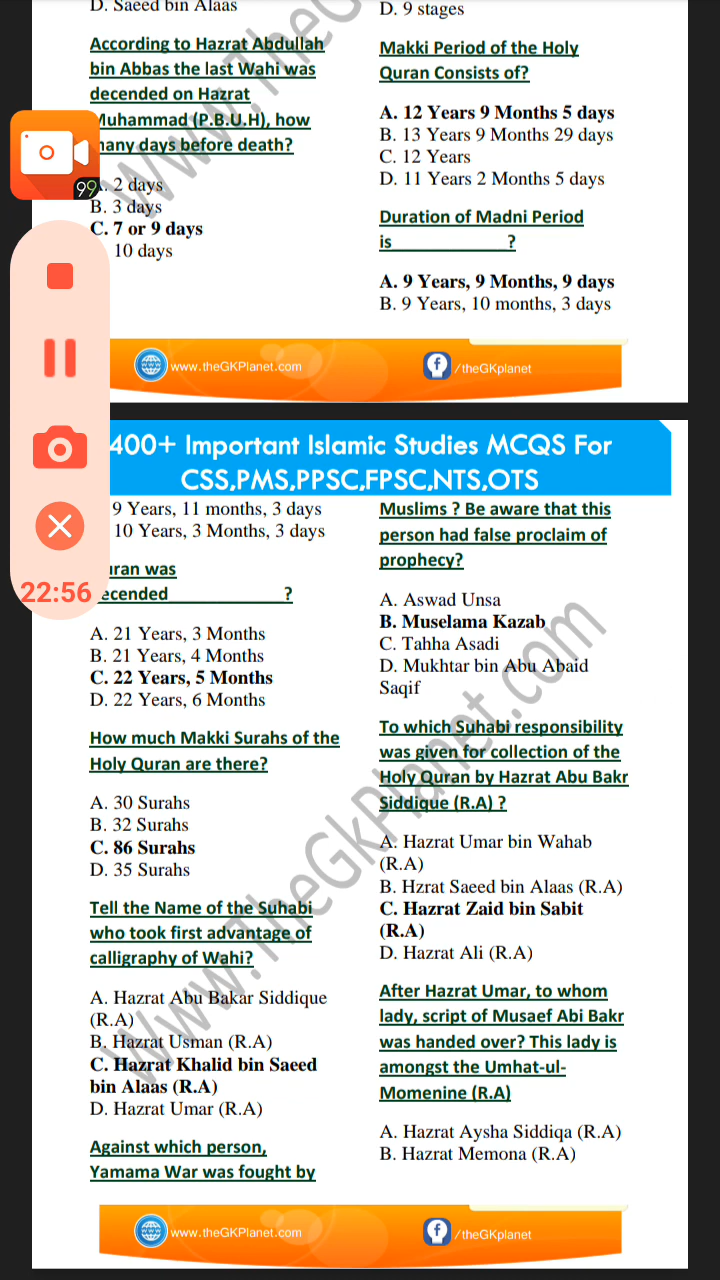 D. Saeed bin Alaas
According to Hazrat Abdullah
bin Abbas the last Wahi was
decended on Hazrat
Muhammad (P.B.U.H), how
many days before death?
A. 2 days
B. 3 days
C. 7 or 9 days
10 days
D. 9 stages
Makki Period of the Holy
Quran Consists of?
A. 12 Years 9 Months 5 days
B. 13 Years 9 Months 29 days
C. 12 Years
D. 11 Years 2 Months 5 days
Duration of Madni Period
is____________?
A. 9 Years, 9 Months, 9 days
B. 9 Years, 10 months, 3 days
www.theGKPlanet.com
/theGKplanet
99
22:56
400+ Important Islamic Studies MCQS For
CSS,PMS,PPSC,FPSC,NTS,OTS
9 Years, 11 months, 3 days
10 Years, 3 Months, 3 days
uran was
ecended____________?
A. 21 Years, 3 Months
B. 21 Years, 4 Months
C. 22 Years, 5 Months
D. 22 Years, 6 Months
How much Makki Surahs of the
Holy Quran are there?
A. 30 Surahs
B. 32 Surahs
C. 86 Surahs
D. 35 Surahs
Tell the Name of the Suhabi
who took first advantage of
calligraphy of Wahi?
A. Hazrat Abu Bakar Siddique
(R.A)
B. Hazrat Usman (R.A)
C. Hazrat Khalid bin Saeed
bin Alaas (R.A)
D. Hazrat Umar (R.A)
Against which person,
Yamama War was fought by
Muslims ? Be aware that this
person had false proclaim of
prophecy?
A. Aswad Unsa
B. Muselama Kazab
C. Tahha Asadi
D. Mukhtar bin Abu Abaid
Saqif
To which Suhabi responsibility
was given for collection of the
Holy Quran by Hazrat Abu Bakr
Siddique (R.A) ?
A. Hazrat Umar bin Wahab
(R.A)
B. Hzrat Saeed bin Alaas (R.A)
C. Hazrat Zaid bin Sabit
(R.A)
D. Hazrat Ali (R.A)
After Hazrat Umar, to whom
lady, script of Musaef Abi Bakr
was handed over? This lady is
amongst the Umhat-ul-
Momenine (R.A)
A. Hazrat Aysha Siddiqa (R.A)
B. Hazrat Memona (R.A)
www.TheGkPlanet.com
www.theGKPlanet.com
/theGKplanet